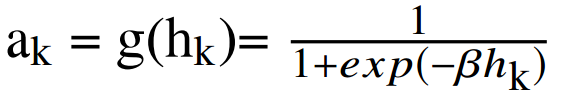 aₖ = g(hₖ)= 1/(1+exp(−βhₖ))